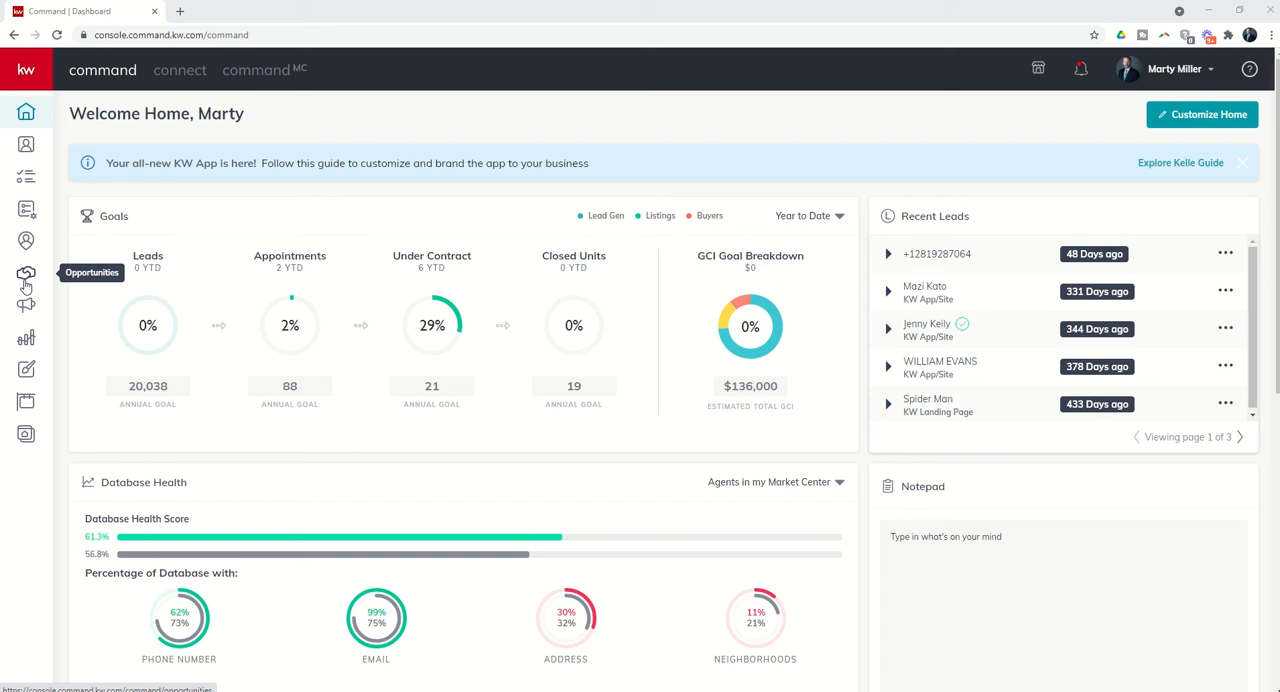 Command | Dashboard
console.command.kw.com/command
9+
kw
command
connect
command MC
Marty Miller
Welcome Home, Marty
Customize Home
Your all-new KW App is here! Follow this guide to customize and brand the app to your business
Explore Kelle Guide
Opportunities
Goals
Lead Gen
Listings
Buyers
Year to Date
Leads
0 YTD
0%
20,038
ANNUAL GOAL
Appointments
2 YTD
2%
88
ANNUAL GOAL
Under Contract
6 YTD
29%
21
ANNUAL GOAL
Closed Units
0 YTD
0%
19
ANNUAL GOAL
GCI Goal Breakdown
$0
0%
$136,000
ESTIMATED TOTAL GCI
Recent Leads
+12819287064
48 Days ago
Mazi Kato
KW App/Site
331 Days ago
Jenny Keily
KW App/Site
344 Days ago
WILLIAM EVANS
KW App/Site
378 Days ago
Spider Man
KW Landing Page
433 Days ago
Viewing page 1 of 3
Database Health
Agents in my Market Center
Database Health Score
61.3%
56.8%
Percentage of Database with:
62%
73%
PHONE NUMBER
99%
75%
EMAIL
30%
32%
ADDRESS
11%
21%
NEIGHBORHOODS
Notepad
Type in what's on your mind
https://console.command.kw.com/command/opportunities